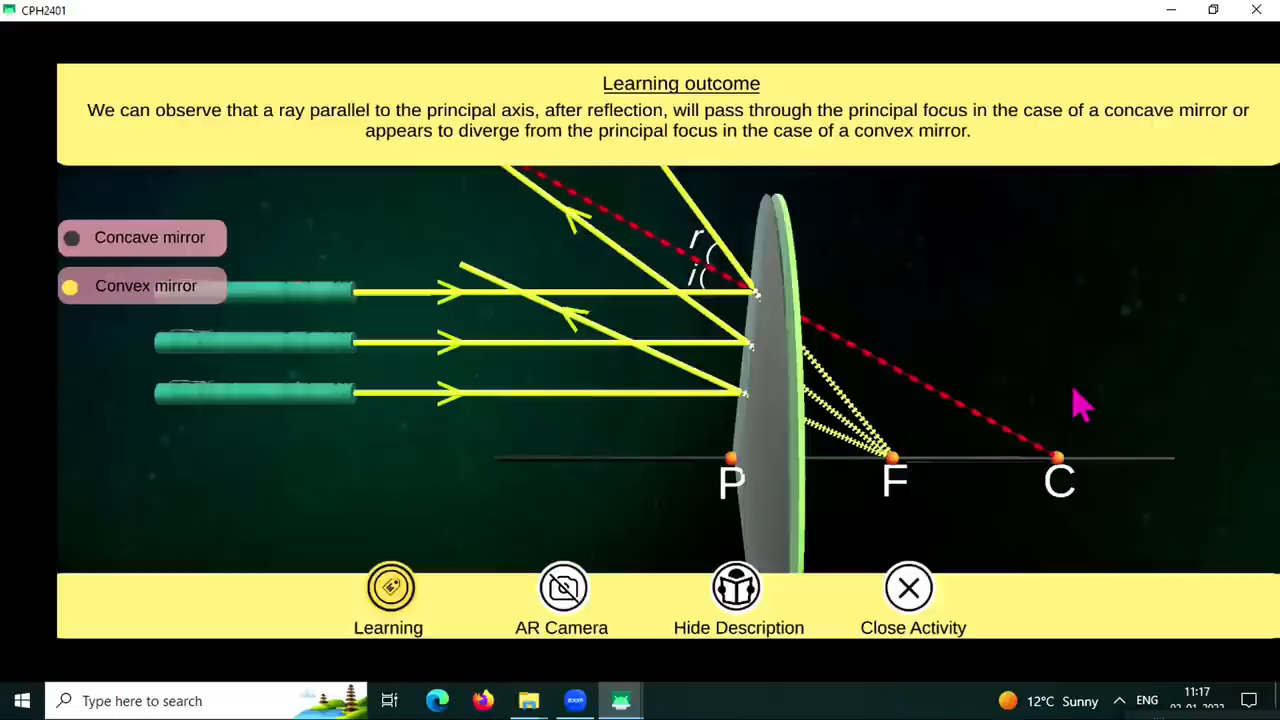 CPH2401
Learning outcome
We can observe that a ray parallel to the principal axis, after reflection, will pass through the principal focus in the case of a concave mirror or
appears to diverge from the principal focus in the case of a convex mirror.
Concave mirror
Convex mirror
r
i
P
F
C
Learning
AR Camera
Hide Description
Close Activity
Type here to search
zoom
12°C Sunny
ENG
11:17